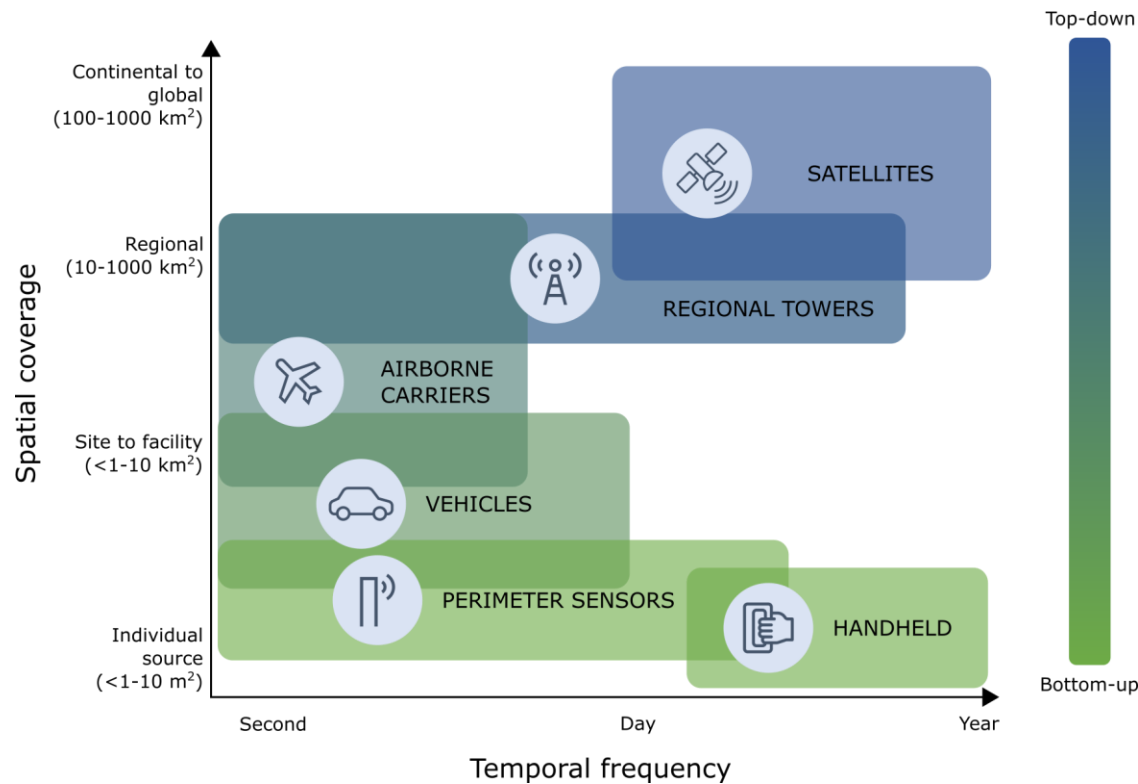 Top-down
Continental to
global
(100-1000 km²)
SATELLITES
Regional
(10-1000 km²)
REGIONAL TOWERS
AIRBORNE
CARRIERS
Spatial coverage
Site to facility
(<1-10 km²)
VEHICLES
PERIMETER SENSORS
HANDHELD
Individual
source
(<1-10 m²)
Bottom-up
Second
Day
Year
Temporal frequency